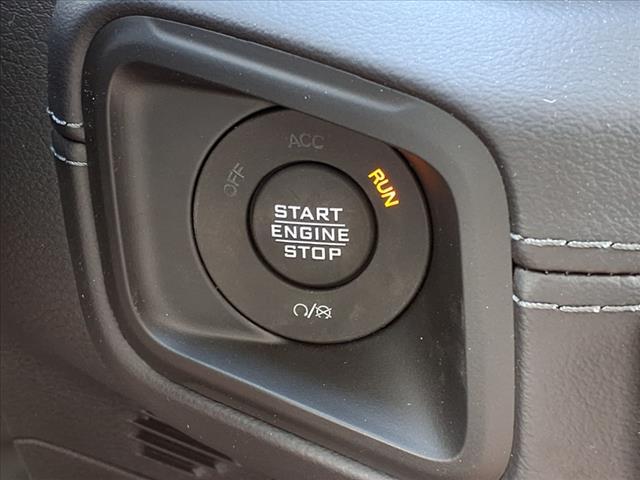 ACC
OFF
RUN
START
ENGINE
STOP